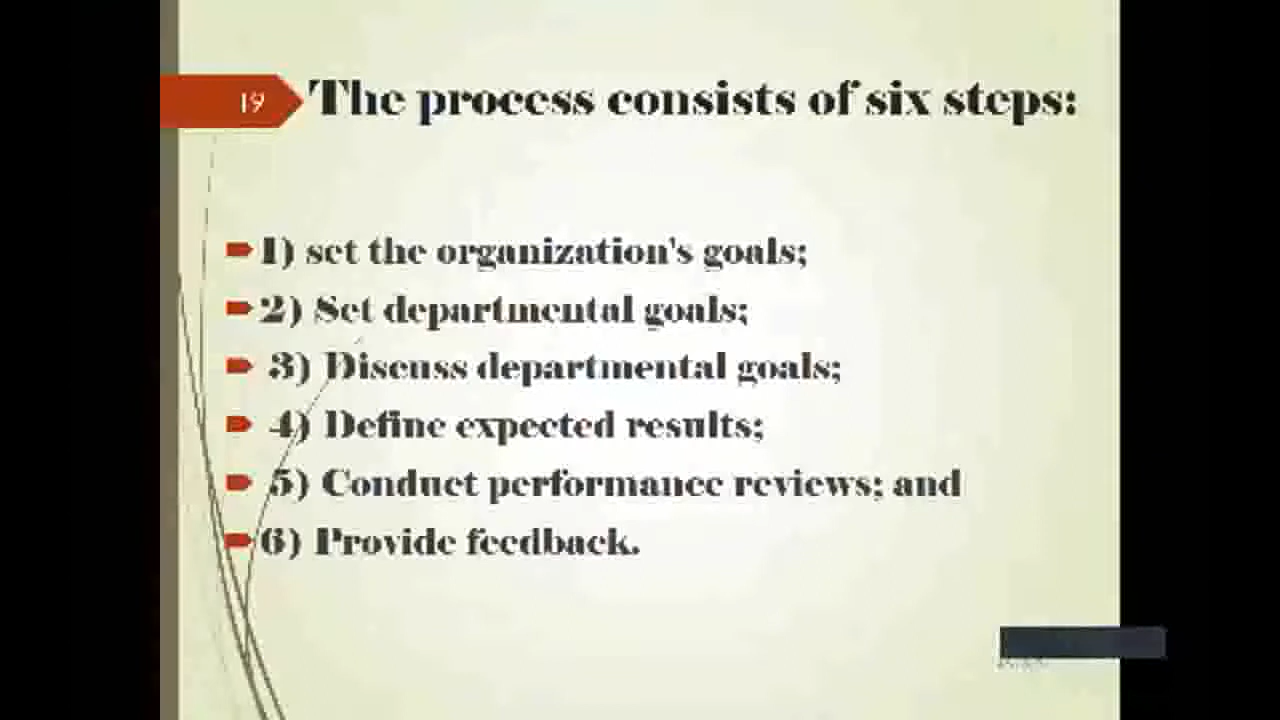 19
The process consists of six steps:
1) set the organization's goals;
2) Set departmental goals;
3) Discuss departmental goals;
4) Define expected results;
5) Conduct performance reviews; and
6) Provide feedback.